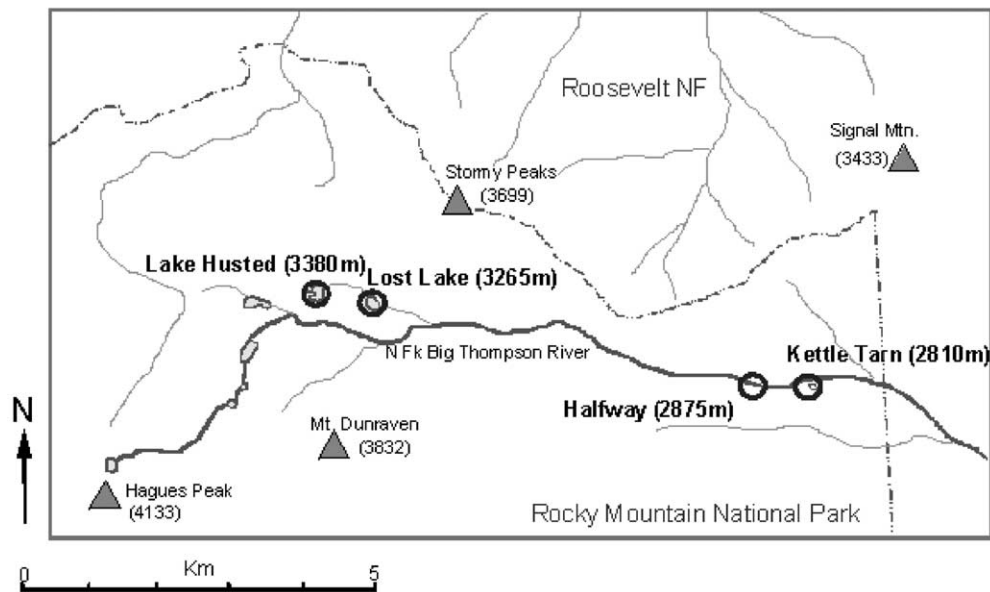 Roosevelt NF
Signal Mtn.
(3433)
Stormy Peaks
(3699)
Lake Husted (3380m)
Lost Lake (3265m)
N Fk Big Thompson River
Kettle Tarn (2810m)
Halfway (2875m)
Mt. Dunraven
(3832)
N
Hagues Peak
(4133)
Rocky Mountain National Park
Km
0 5